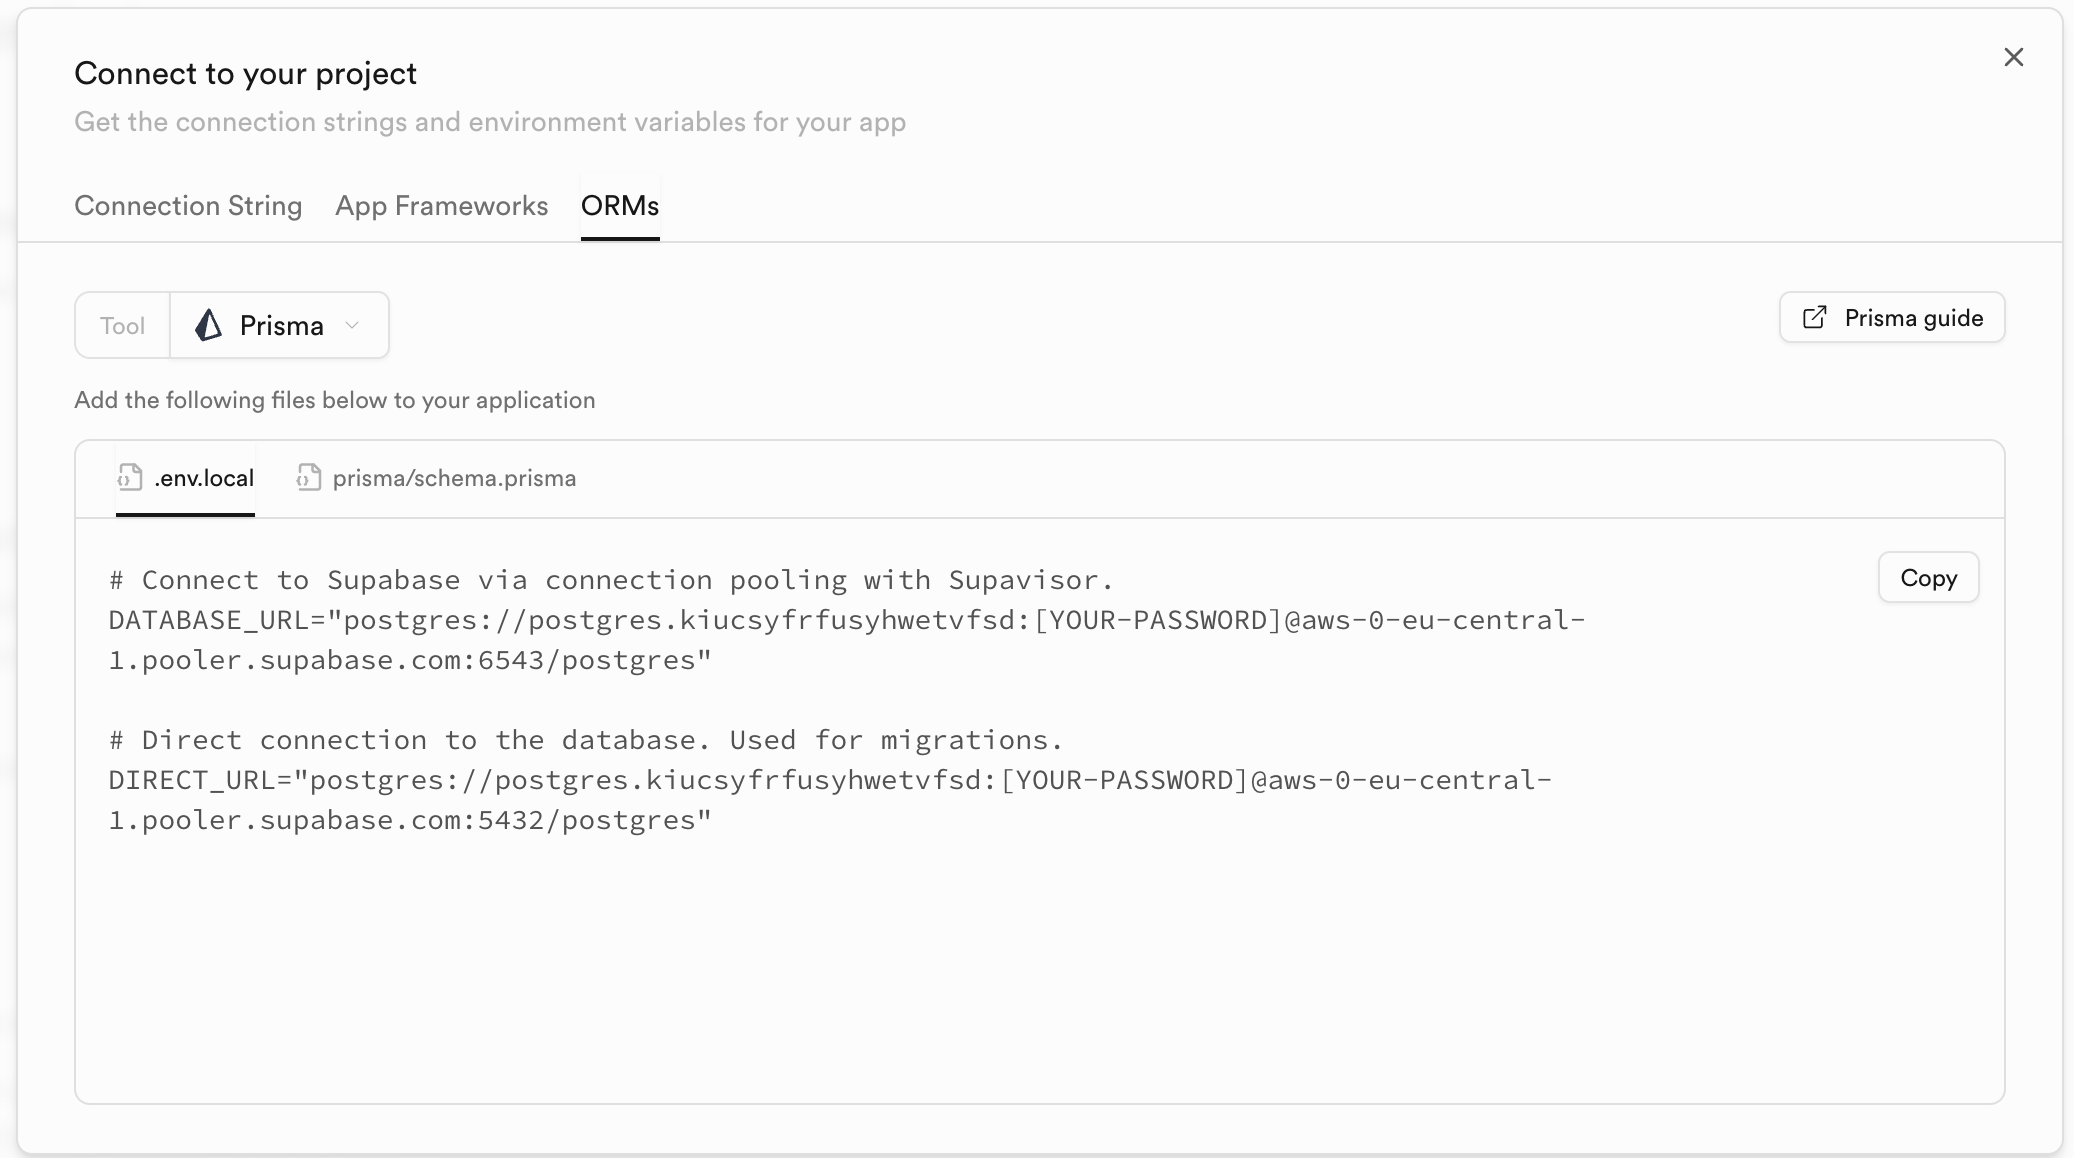 Connect to your project
Get the connection strings and environment variables for your app
Connection String App Frameworks ORMs
Tool Prisma Prisma guide
Add the following files below to your application
.env.local prisma/schema.prisma
Copy
# Connect to Supabase via connection pooling with Supavisor.
DATABASE_URL="postgres://postgres.kiucsyfrfusyhwetvfsd:[YOUR-PASSWORD]@aws-0-eu-central-
1.pooler.supabase.com:6543/postgres"
# Direct connection to the database. Used for migrations.
DIRECT_URL="postgres://postgres.kiucsyfrfusyhwetvfsd:[YOUR-PASSWORD]@aws-0-eu-central-
1.pooler.supabase.com:5432/postgres"